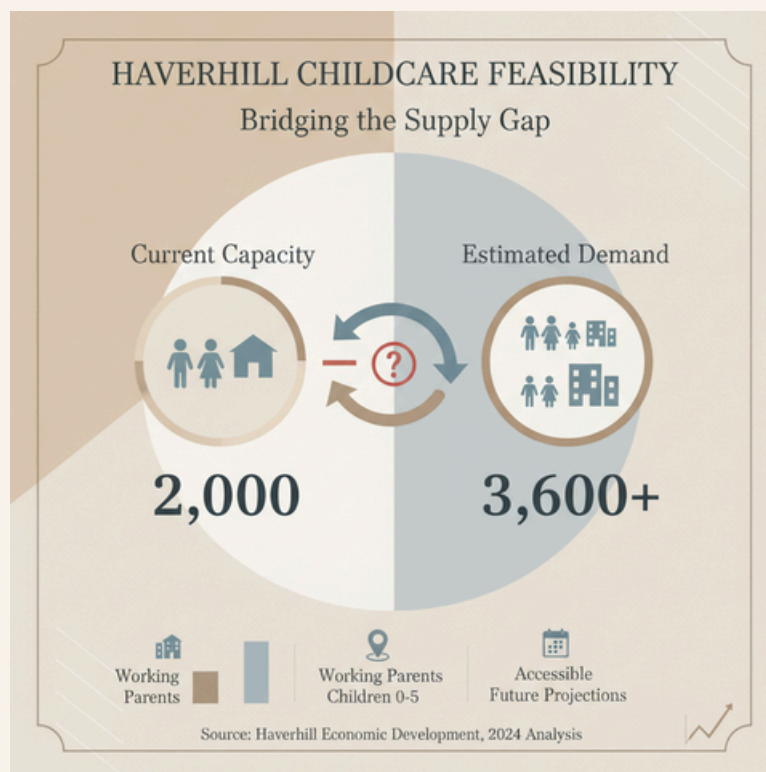 HAVERHILL CHILDCARE FEASIBILITY
Bridging the Supply Gap
Current Capacity
Estimated Demand
?
2,000
3,600+
Working
Parents
Working Parents
Children 0-5
Accessible
Future Projections
Source: Haverhill Economic Development, 2024 Analysis